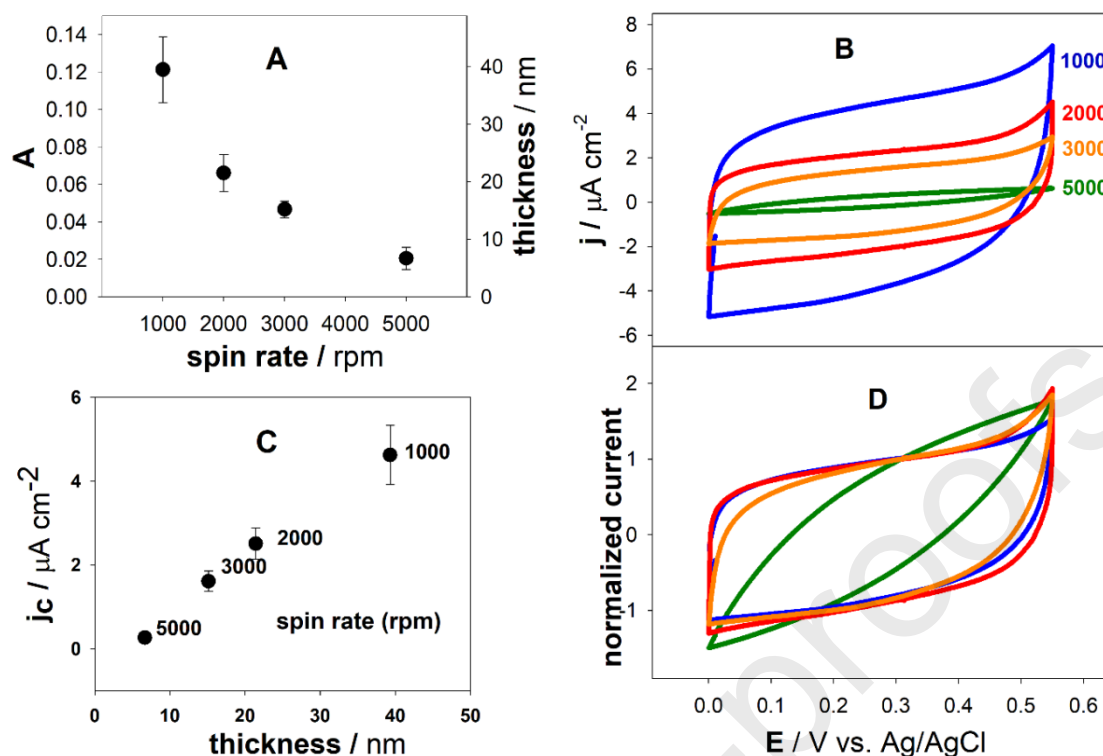 A
0.14
0.12
0.10
0.08
0.06
0.04
0.02
0.00
A
40
30
20
10
0
thickness / nm
1000 2000 3000 4000 5000
spin rate / rpm
B
8
6
4
2
0
-2
-4
-6
j / μA cm-2
1000
2000
3000
5000
C
6
4
2
0
jc / μA cm-2
1000
2000
3000
5000
spin rate (rpm)
0 10 20 30 40 50
thickness / nm
D
2
1
0
-1
normalized current
0.0 0.1 0.2 0.3 0.4 0.5 0.6
E / V vs. Ag/AgCl
proofs